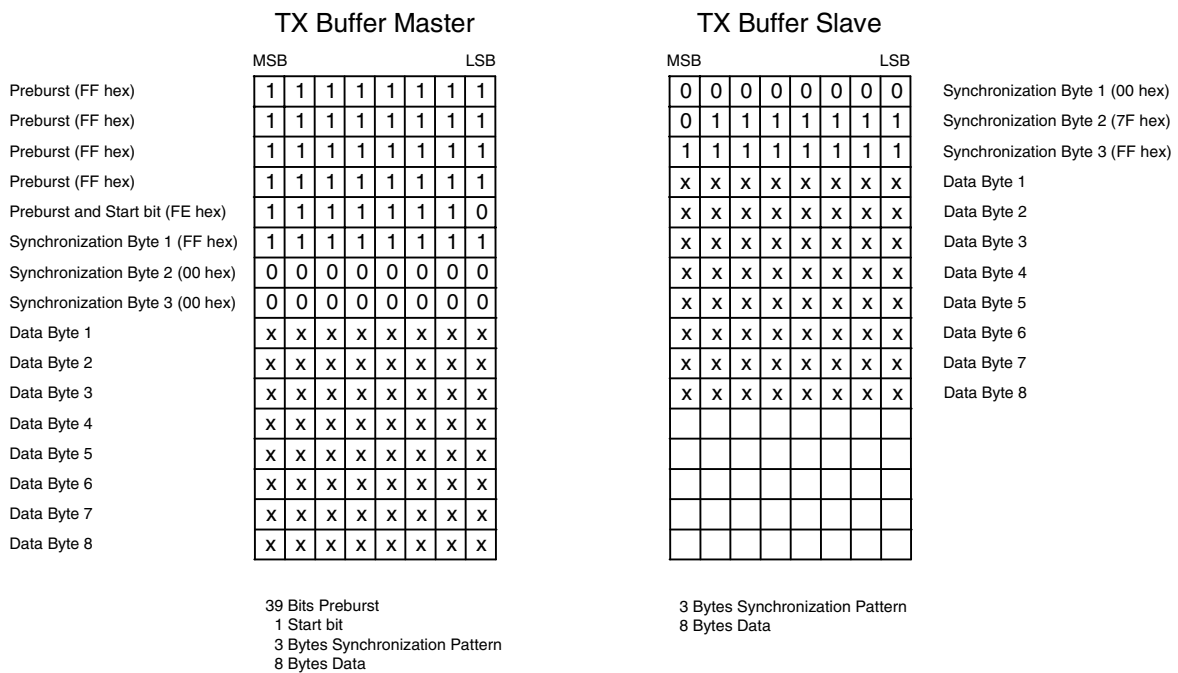 TX Buffer Master
MSB LSB
Preburst (FF hex) 1 1 1 1 1 1 1 1
Preburst (FF hex) 1 1 1 1 1 1 1 1
Preburst (FF hex) 1 1 1 1 1 1 1 1
Preburst (FF hex) 1 1 1 1 1 1 1 1
Preburst and Start bit (FE hex) 1 1 1 1 1 1 1 0
Synchronization Byte 1 (FF hex) 1 1 1 1 1 1 1 1
Synchronization Byte 2 (00 hex) 0 0 0 0 0 0 0 0
Synchronization Byte 3 (00 hex) 0 0 0 0 0 0 0 0
Data Byte 1 x x x x x x x x
Data Byte 2 x x x x x x x x
Data Byte 3 x x x x x x x x
Data Byte 4 x x x x x x x x
Data Byte 5 x x x x x x x x
Data Byte 6 x x x x x x x x
Data Byte 7 x x x x x x x x
Data Byte 8 x x x x x x x x
39 Bits Preburst
1 Start bit
3 Bytes Synchronization Pattern
8 Bytes Data
TX Buffer Slave
MSB LSB
0 0 0 0 0 0 0 0 Synchronization Byte 1 (00 hex)
0 1 1 1 1 1 1 1 Synchronization Byte 2 (7F hex)
1 1 1 1 1 1 1 1 Synchronization Byte 3 (FF hex)
x x x x x x x x Data Byte 1
x x x x x x x x Data Byte 2
x x x x x x x x Data Byte 3
x x x x x x x x Data Byte 4
x x x x x x x x Data Byte 5
x x x x x x x x Data Byte 6
x x x x x x x x Data Byte 7
x x x x x x x x Data Byte 8
3 Bytes Synchronization Pattern
8 Bytes Data